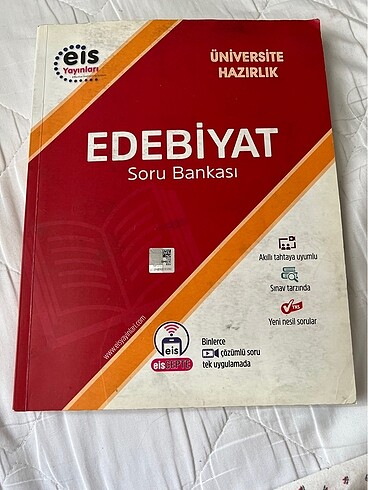 eis
Yayınları
ÜNİVERSİTE
HAZIRLIK
EDEBİYAT
Soru Bankası
Akıllı tahtaya uyumlu
Sınav tarzında
Yeni nesil sorular
www.eisyayinlari.com
eis
eisCEPTE
Binlerce
çözümlü soru
tek uygulamada